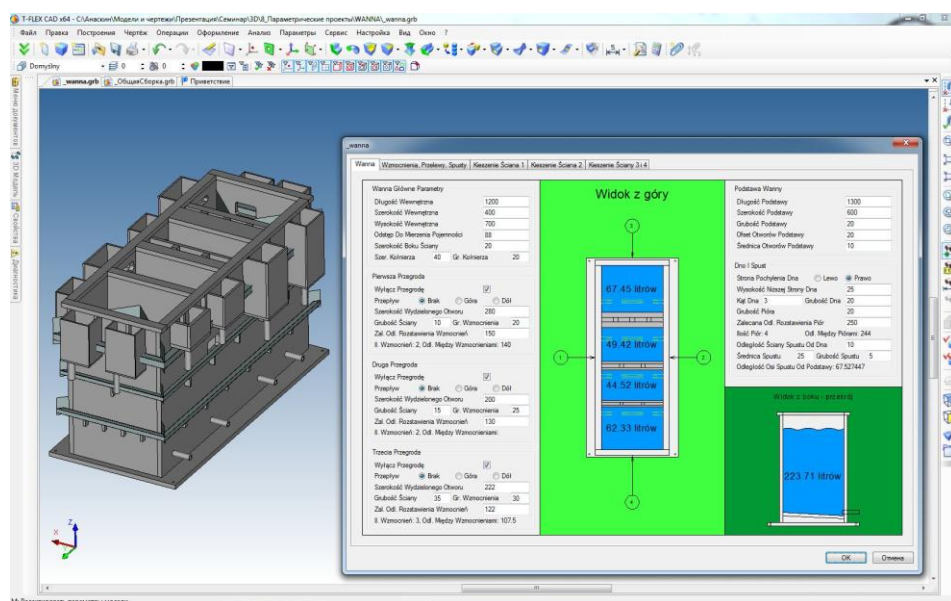 T-FLEX CAD x64 - C:\Анаскин\Модели и чертежи\Презентация\Семинар\3D\8_Параметрические проекты\WANNA\_wanna.grb
Файл Правка Построения Чертёж Операции Оформление Анализ Параметры Сервис Настройка Вид Окно ?
Domyślny 0 0 0
_wanna.grb _ОбщаяСборка.grb Приветствие
Меню документов
3D Модель
Свойства
Диагностика
_wanna
Wanna Wzmocnienia, Przelewy, Spusty Kieszenie Ściana 1 Kieszenie Ściana 2 Kieszenie Ściany 3 i 4
Wanna Główne Parametry
Długość Wewnętrzna 1200
Szerokość Wewnętrzna 400
Wysokość Wewnętrzna 700
Odstęp Do Mierzenia Pojemności 88
Szerokość Boku Ściany 20
Szer. Kołnierza 40 Gr. Kołnierza 20
Pierwsza Przegroda
Wyłącz Przegrodę
Przepływ Brak Góra Dół
Szerokość Wydzielonego Otworu 280
Grubość Ściany 10 Gr. Wzmocnienia 20
Zal. Odl. Rozstawienia Wzmocnień 150
Il. Wzmocnień: 2, Odl. Między Wzmocnieniami: 140
Druga Przegroda
Wyłącz Przegrodę
Przepływ Brak Góra Dół
Szerokość Wydzielonego Otworu 200
Grubość Ściany 15 Gr. Wzmocnienia 25
Zal. Odl. Rozstawienia Wzmocnień 130
Il. Wzmocnień: 2, Odl. Między Wzmocnieniami:
Trzecia Przegroda
Wyłącz Przegrodę
Przepływ Brak Góra Dół
Szerokość Wydzielonego Otworu 222
Grubość Ściany 35 Gr. Wzmocnienia 30
Zal. Odl. Rozstawienia Wzmocnień 122
Il. Wzmocnień: 3, Odl. Między Wzmocnieniami: 107.5
Widok z góry
3
67.45 litrów
49.42 litrów
1
2
44.52 litrów
62.33 litrów
4
Podstawa Wanny
Długość Podstawy 1300
Szerokość Podstawy 600
Grubość Podstawy 20
Ofset Otworów Podstawy 20
Średnica Otworów Podstawy 10
Dno I Spust
Strona Pochylenia Dna Lewo Prawo
Wysokość Niższej Strony Dna 25
Kąt Dna 3 Grubość Dna 20
Grubość Pióra 20
Zalecana Odl. Rozstawienia Piór 250
Ilość Piór: 4 Odl. Między Piórami: 244
Odległość Ściany Spustu Od Dna 10
Średnica Spustu 25 Grubość Spustu 5
Odległość Osi Spustu Od Podstawy: 67.527447
Widok z boku - przekrój
223.71 litrów
OK Отмена
Z
X
Y